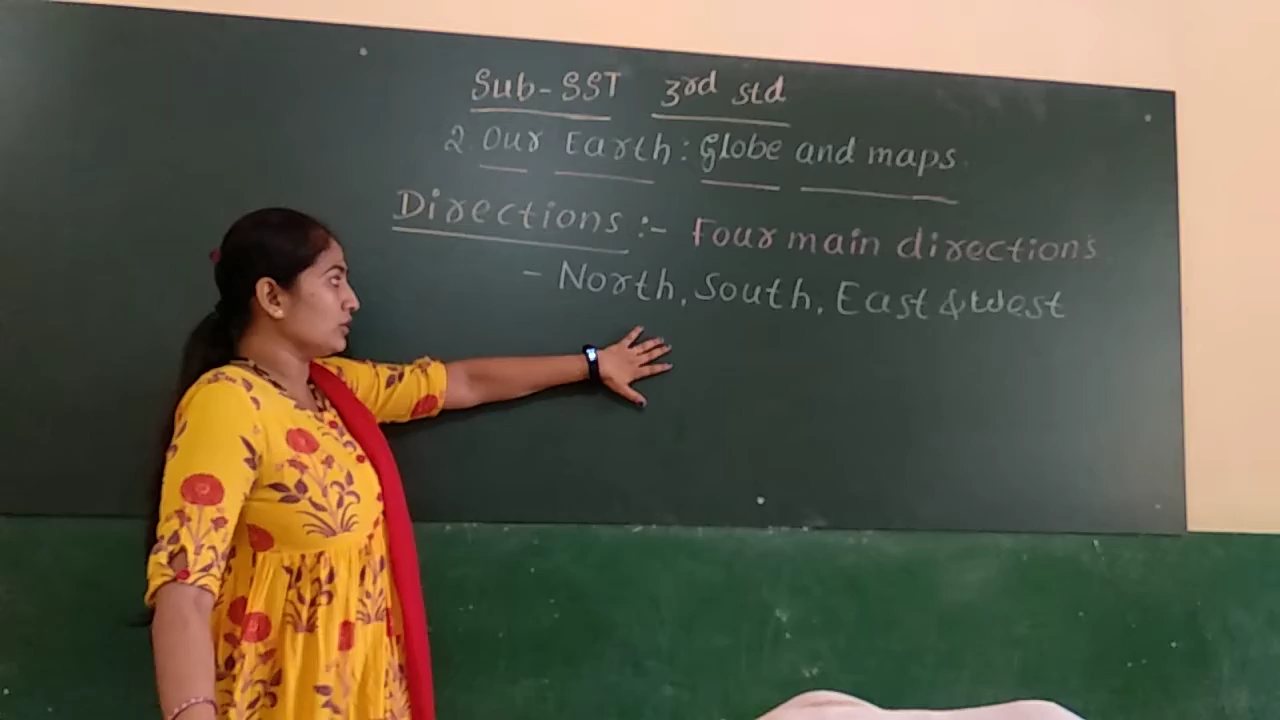 Sub-SST 3rd std
2. Our Earth: Globe and maps.
Directions :- Four main directions
- North, South, East & West